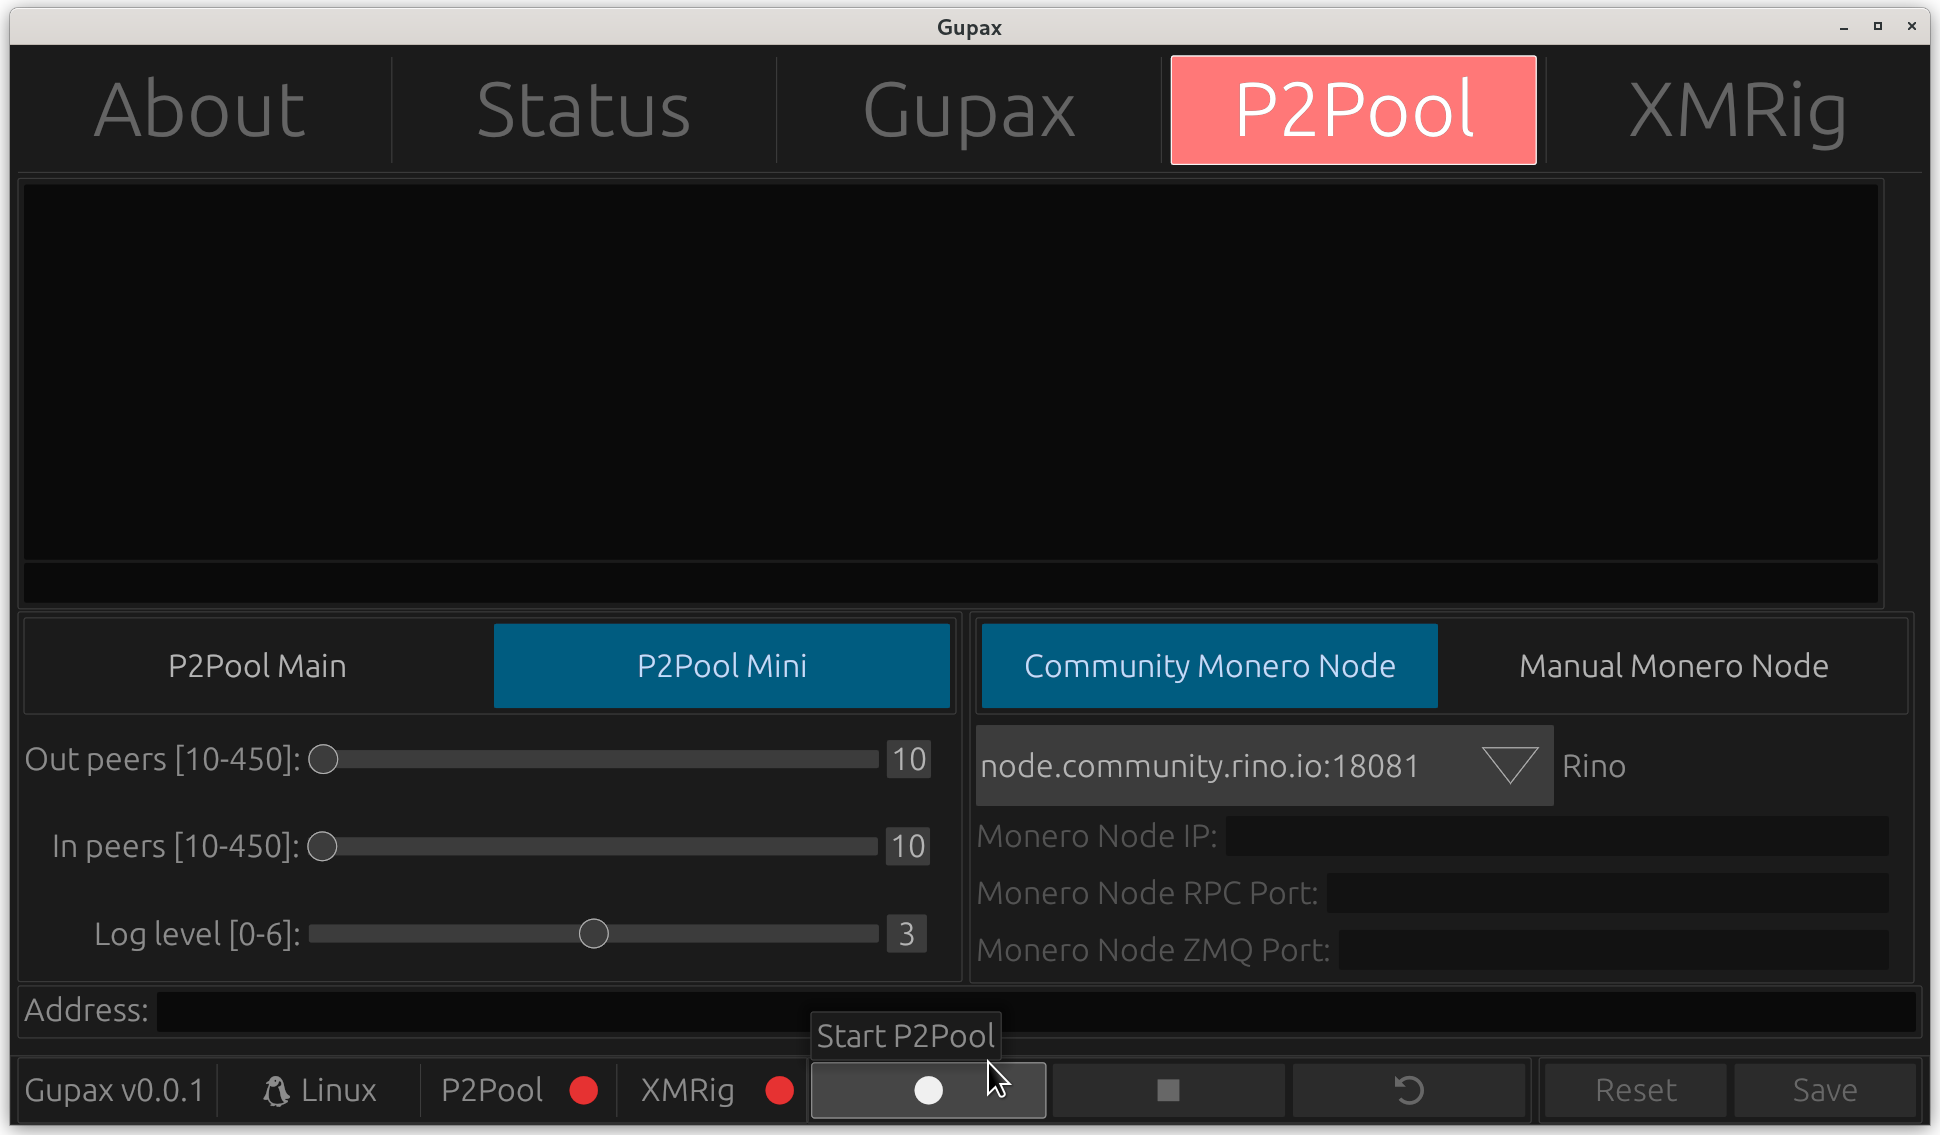 Gupax
About Status Gupax P2Pool XMRig
P2Pool Main P2Pool Mini
Out peers [10-450]: 10
In peers [10-450]: 10
Log level [0-6]: 3
Community Monero Node Manual Monero Node
node.community.rino.io:18081 Rino
Monero Node IP:
Monero Node RPC Port:
Monero Node ZMQ Port:
Address:
Start P2Pool
Gupax v0.0.1 Linux P2Pool XMRig Reset Save